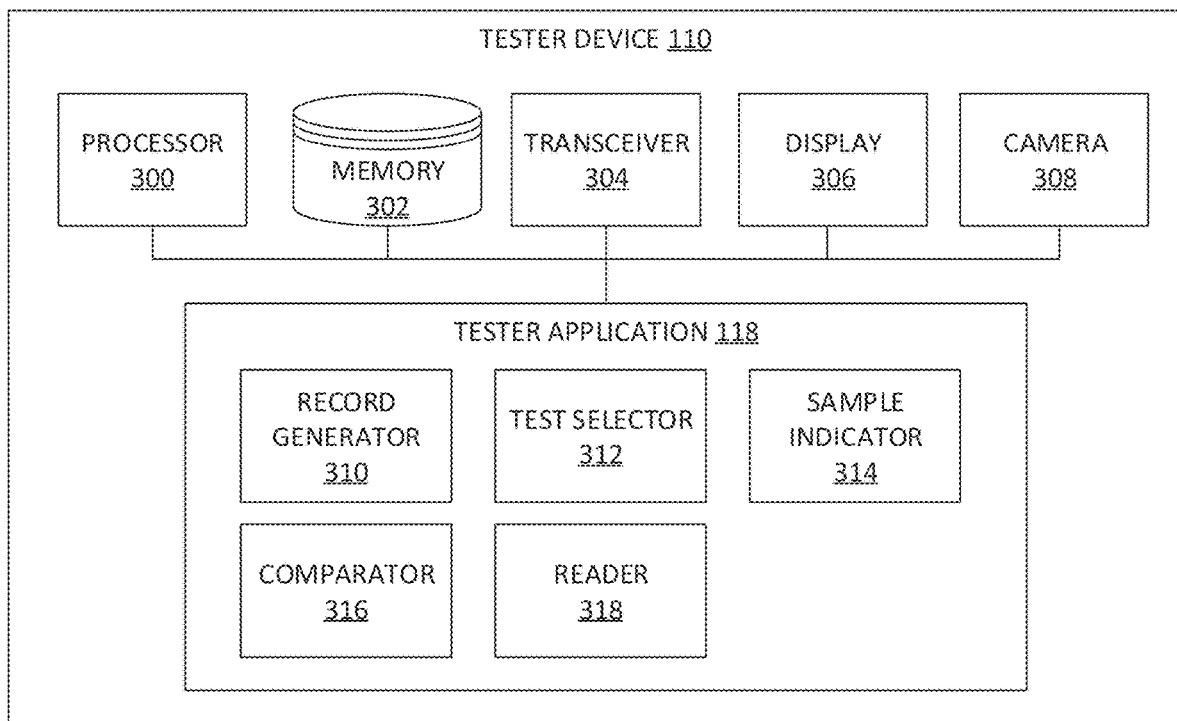 TESTER DEVICE 110
PROCESSOR
300
MEMORY
302
TRANSCEIVER
304
DISPLAY
306
CAMERA
308
TESTER APPLICATION 118
RECORD
GENERATOR
310
TEST SELECTOR
312
SAMPLE
INDICATOR
314
COMPARATOR
316
READER
318